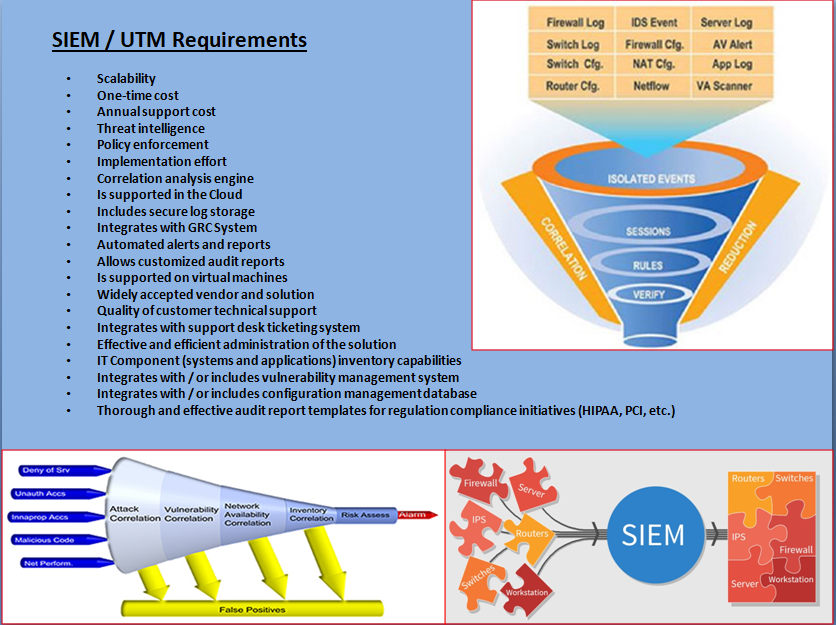 SIEM / UTM Requirements
• Scalability
• One-time cost
• Annual support cost
• Threat intelligence
• Policy enforcement
• Implementation effort
• Correlation analysis engine
• Is supported in the Cloud
• Includes secure log storage
• Integrates with GRC System
• Automated alerts and reports
• Allows customized audit reports
• Is supported on virtual machines
• Widely accepted vendor and solution
• Quality of customer technical support
• Integrates with support desk ticketing system
• Effective and efficient administration of the solution
• IT Component (systems and applications) inventory capabilities
• Integrates with / or includes vulnerability management system
• Integrates with / or includes configuration management database
• Thorough and effective audit report templates for regulation compliance initiatives (HIPAA, PCI, etc.)
Firewall Log IDS Event Server Log
Switch Log Firewall Cfg. AV Alert
Switch Cfg. NAT Cfg. App Log
Router Cfg. Netflow VA Scanner
ISOLATED EVENTS
SESSIONS
RULES
VERIFY
CORRELATION
REDUCTION
Deny of Srv
Unauth Accs
Innaprop Accs
Malicious Code
Net Perform.
Attack
Correlation
Vulnerability
Correlation
Network
Availability
Correlation
Inventory
Correlation
Risk Assess
Alarm
False Positives
Firewall
Server
IPS
Routers
Switches
Workstation
SIEM
Routers
Switches
IPS
Firewall
Server
Workstation